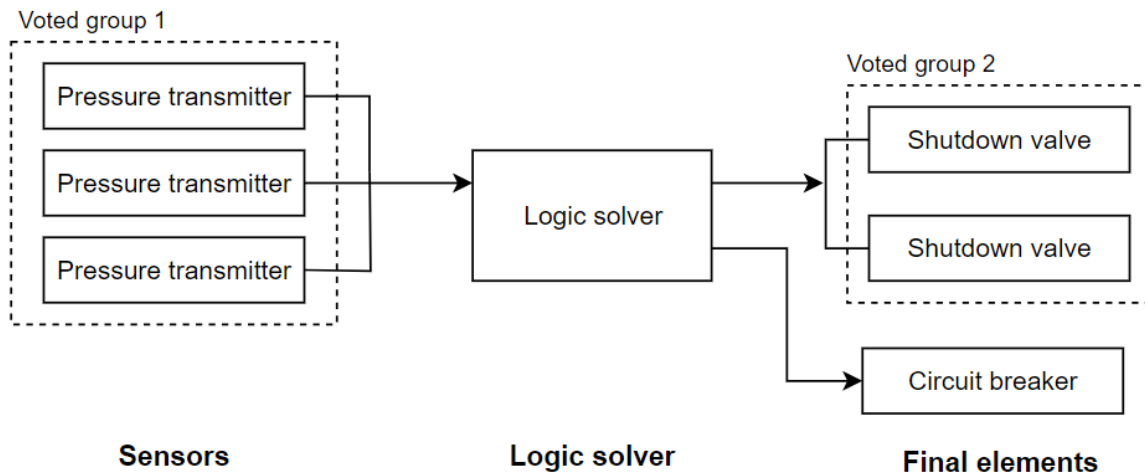 Voted group 1
Pressure transmitter
Pressure transmitter
Pressure transmitter
Logic solver
Voted group 2
Shutdown valve
Shutdown valve
Circuit breaker
Sensors
Logic solver
Final elements